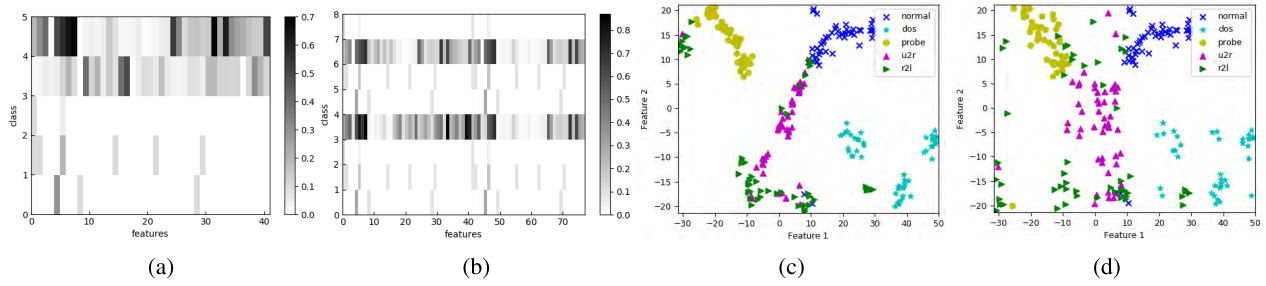 5
4
3
2
1
0
class
0 10 20 30 40
features
0.7
0.6
0.5
0.4
0.3
0.2
0.1
0.0
(a)
8
7
6
5
4
3
2
1
0
class
0 10 20 30 40 50 60 70
features
0.8
0.7
0.6
0.5
0.4
0.3
0.2
0.1
0.0
(b)
20
15
10
5
0
−5
−10
−15
−20
Feature 2
−30 −20 −10 0 10 20 30 40 50
Feature 1
normal
dos
probe
u2r
r2l
(c)
20
15
10
5
0
−5
−10
−15
−20
Feature 2
−30 −20 −10 0 10 20 30 40 50
Feature 1
normal
dos
probe
u2r
r2l
(d)